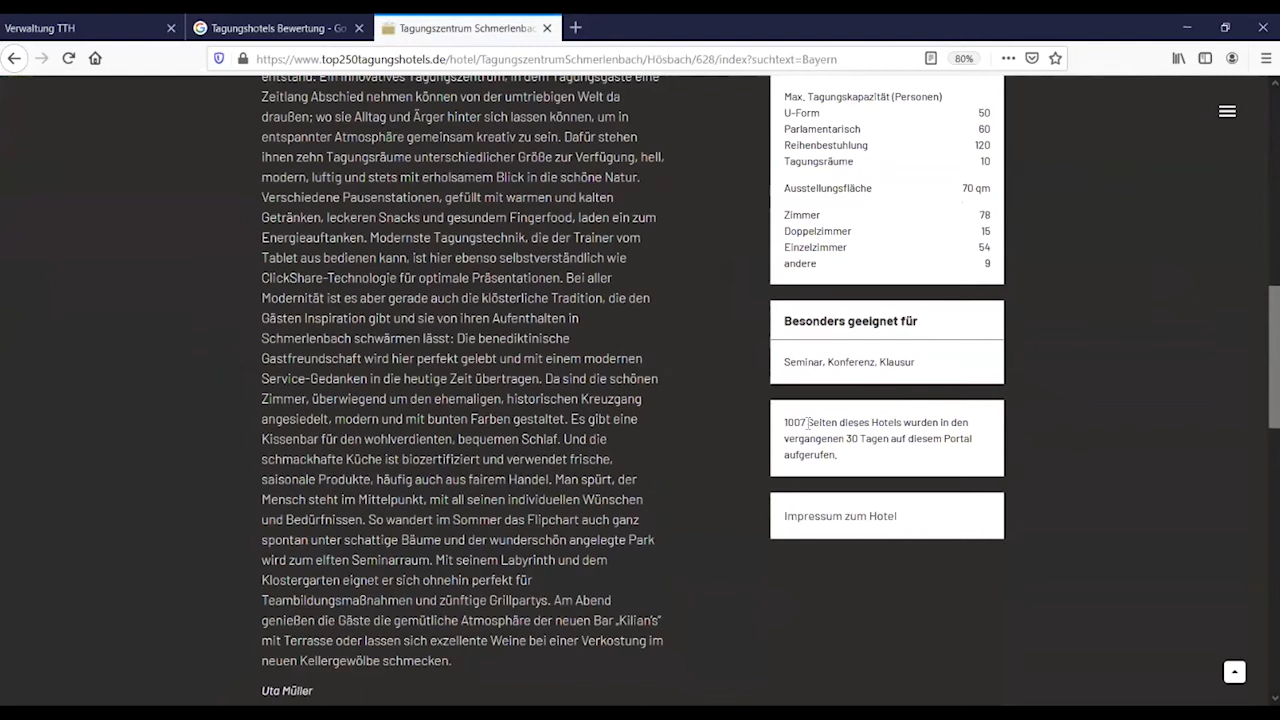 Verwaltung TTH
Tagungshotels Bewertung - Go
Tagungszentrum Schmerlenbac
https://www.top250tagungshotels.de/hotel/TagungszentrumSchmerlenbach/Hösbach/628/index?suchtext=Bayern
80%
entstand. Ein innovatives Tagungszentrum, in dem Tagungsgäste eine
Zeitlang Abschied nehmen können von der umtriebigen Welt da
draußen; wo sie Alltag und Ärger hinter sich lassen können, um in
entspannter Atmosphäre gemeinsam kreativ zu sein. Dafür stehen
ihnen zehn Tagungsräume unterschiedlicher Größe zur Verfügung, hell,
modern, luftig und stets mit erholsamem Blick in die schöne Natur.
Verschiedene Pausenstationen, gefüllt mit warmen und kalten
Getränken, leckeren Snacks und gesundem Fingerfood, laden ein zum
Energieauftanken. Modernste Tagungstechnik, die der Trainer vom
Tablet aus bedienen kann, ist hier ebenso selbstverständlich wie
ClickShare-Technologie für optimale Präsentationen. Bei aller
Modernität ist es aber gerade auch die klösterliche Tradition, die den
Gästen Inspiration gibt und sie von ihren Aufenthalten in
Schmerlenbach schwärmen lässt: Die benediktinische
Gastfreundschaft wird hier perfekt gelebt und mit einem modernen
Service-Gedanken in die heutige Zeit übertragen. Da sind die schönen
Zimmer, überwiegend um den ehemaligen, historischen Kreuzgang
angesiedelt, modern und mit bunten Farben gestaltet. Es gibt eine
Kissenbar für den wohlverdienten, bequemen Schlaf. Und die
schmackhafte Küche ist biozertifiziert und verwendet frische,
saisonale Produkte, häufig auch aus fairem Handel. Man spürt, der
Mensch steht im Mittelpunkt, mit all seinen individuellen Wünschen
und Bedürfnissen. So wandert im Sommer das Flipchart auch ganz
spontan unter schattige Bäume und der wunderschön angelegte Park
wird zum elften Seminarraum. Mit seinem Labyrinth und dem
Klostergarten eignet er sich ohnehin perfekt für
Teambildungsmaßnahmen und zünftige Grillpartys. Am Abend
genießen die Gäste die gemütliche Atmosphäre der neuen Bar „Kilian’s“
mit Terrasse oder lassen sich exzellente Weine bei einer Verkostung im
neuen Kellergewölbe schmecken.
Uta Müller
Max. Tagungskapazität (Personen)
U-Form 50
Parlamentarisch 60
Reihenbestuhlung 120
Tagungsräume 10
Ausstellungsfläche 70 qm
Zimmer 78
Doppelzimmer 15
Einzelzimmer 54
andere 9
Besonders geeignet für
Seminar, Konferenz, Klausur
1007 Seiten dieses Hotels wurden in den
vergangenen 30 Tagen auf diesem Portal
aufgerufen.
Impressum zum Hotel